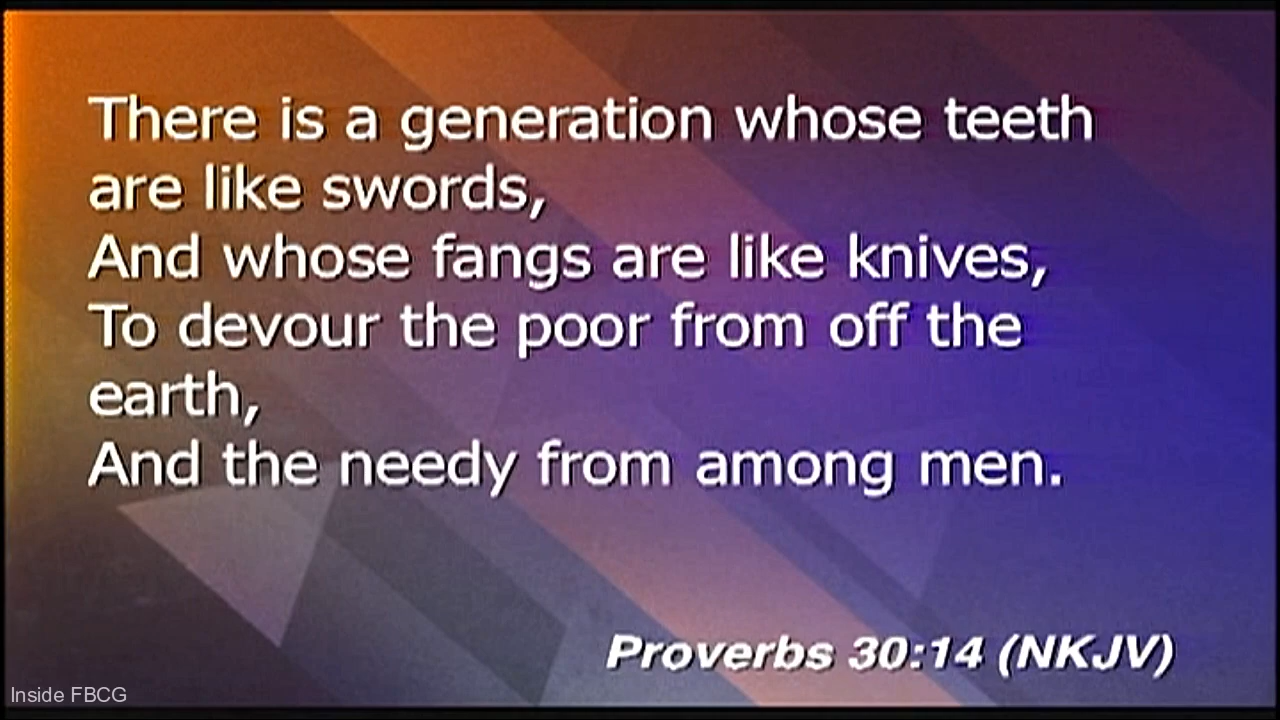 There is a generation whose teeth
are like swords,
And whose fangs are like knives,
To devour the poor from off the
earth,
And the needy from among men.
Proverbs 30:14 (NKJV)
Inside FBCG